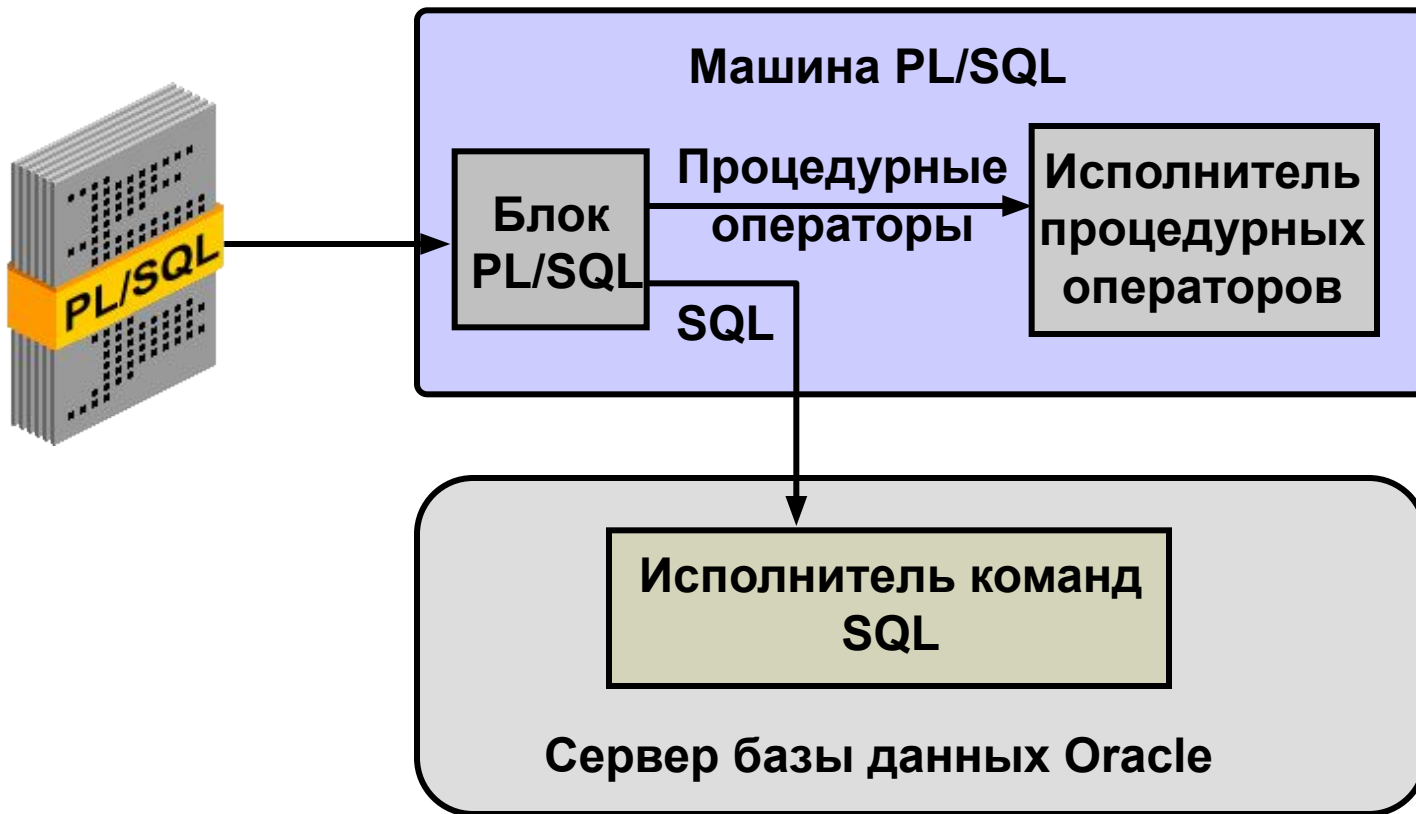 Машина PL/SQL
PL/SQL
Блок
PL/SQL
Процедурные
операторы
SQL
Исполнитель
процедурных
операторов
Исполнитель команд
SQL
Сервер базы данных Oracle